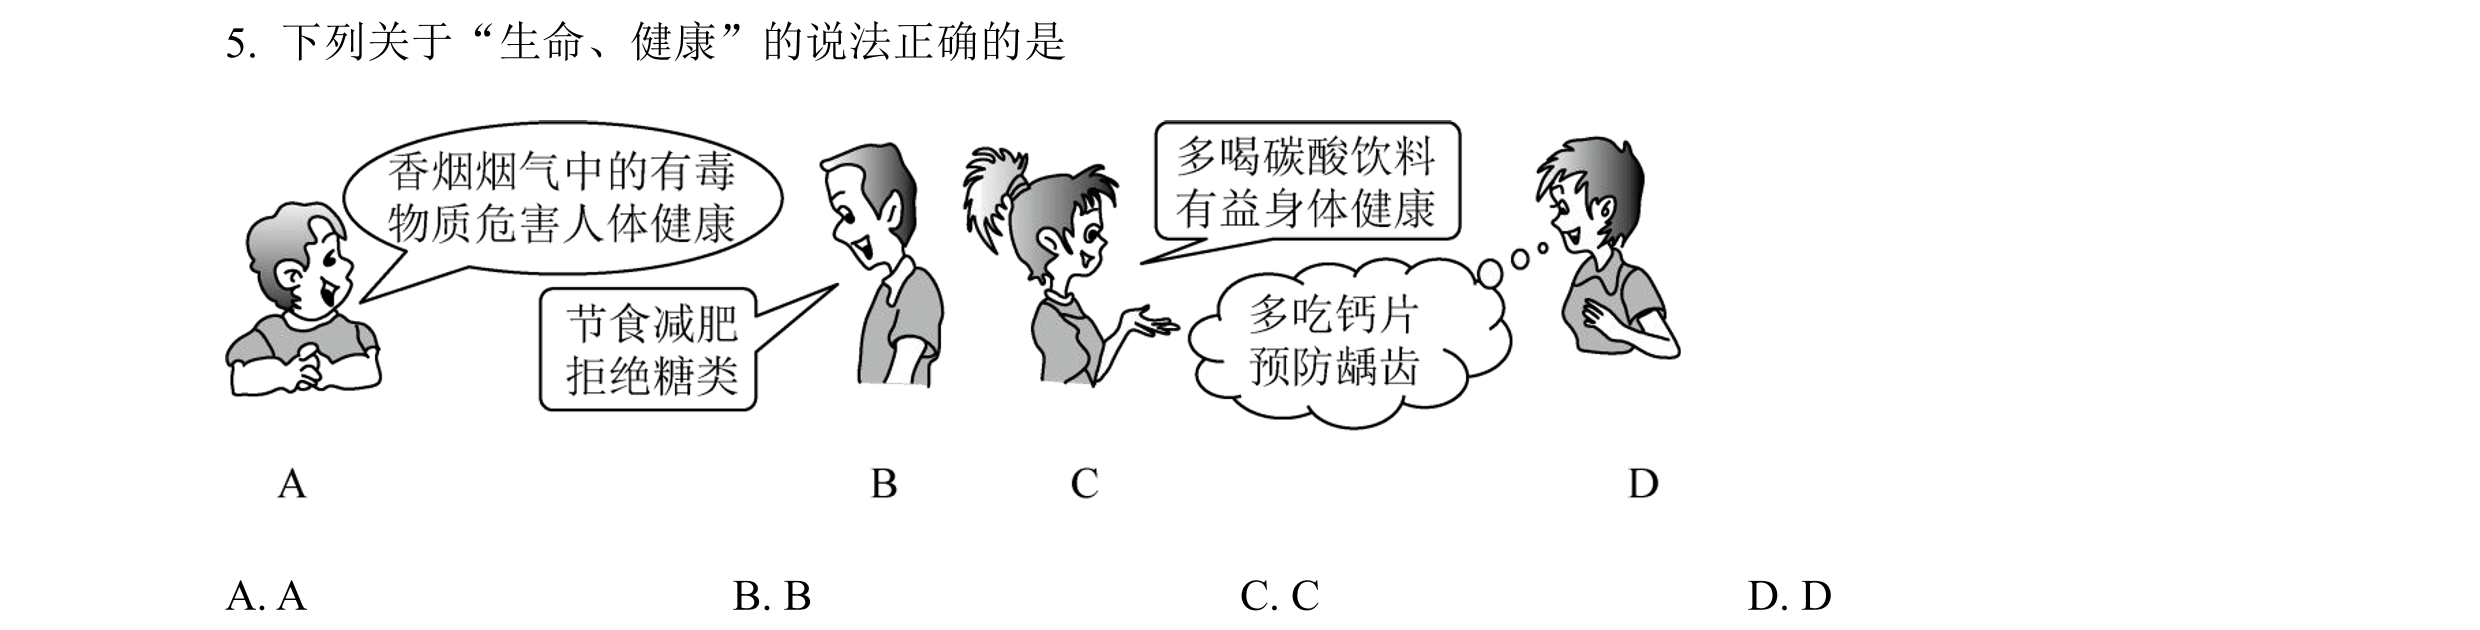 5. 下列关于“生命、健康”的说法正确的是
香烟烟气中的有毒
物质危害人体健康
节食减肥
拒绝糖类
多喝碳酸饮料
有益身体健康
多吃钙片
预防龋齿
A B C D
A. A B. B C. C D. D